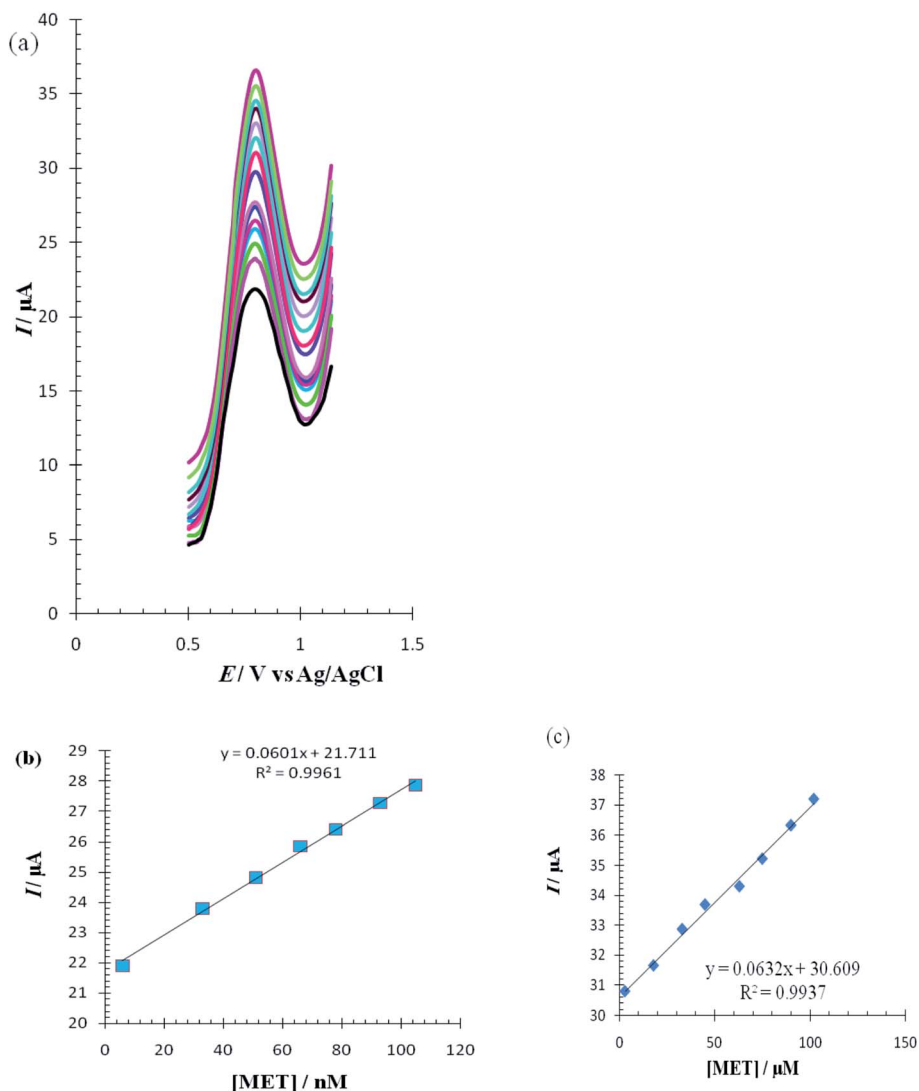 (a)
40
35
30
25
20
15
10
5
0
I / µA
0 0.5 1 1.5
E / V vs Ag/AgCl
(b)
29
28
27
26
25
24
23
22
21
20
I / µA
y = 0.0601x + 21.711
R² = 0.9961
0 20 40 60 80 100 120
[MET] / nM
(c)
38
37
36
35
34
33
32
31
30
I / µA
y = 0.0632x + 30.609
R² = 0.9937
0 50 100 150
[MET] / µM